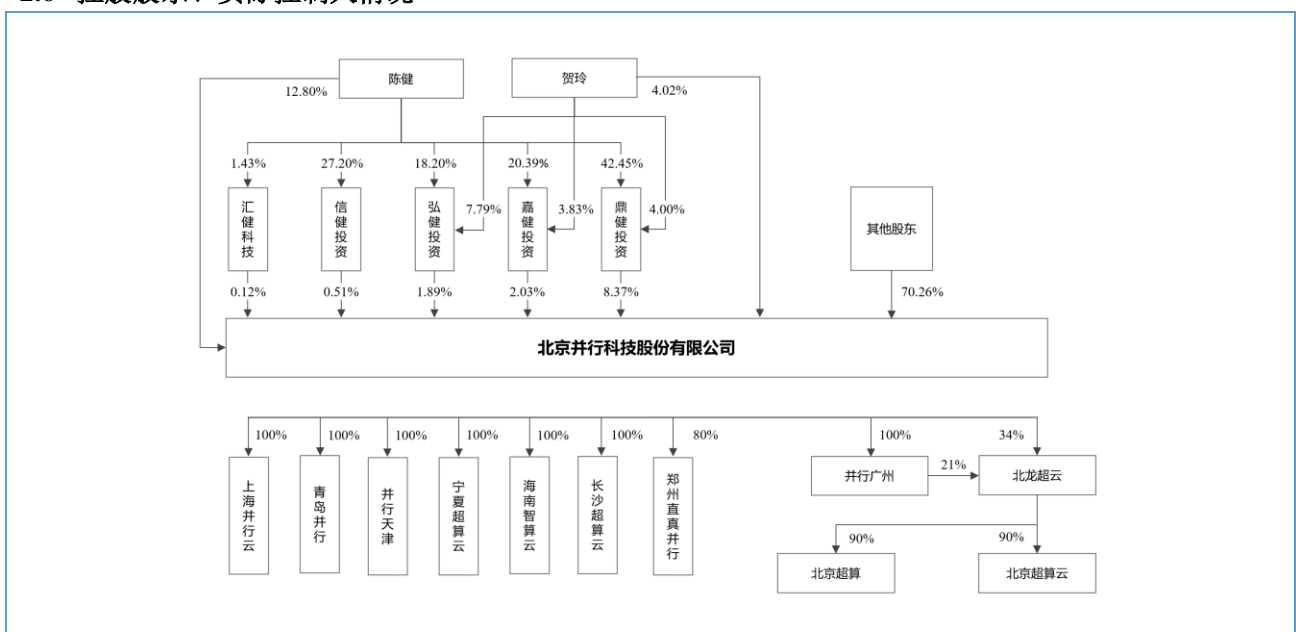 陈健
贺玲
12.80%
4.02%
1.43%
27.20%
18.20%
20.39%
42.45%
汇健科技
信健投资
弘健投资
7.79%
嘉健投资
3.83%
鼎健投资
4.00%
其他股东
0.12%
0.51%
1.89%
2.03%
8.37%
70.26%
北京并行科技股份有限公司
100%
100%
100%
100%
100%
100%
80%
100%
34%
上海并行云
青岛并行
并行天津
宁夏超算云
海南智算云
长沙超算云
郑州直真并行
并行广州
21%
北龙超云
90%
90%
北京超算
北京超算云